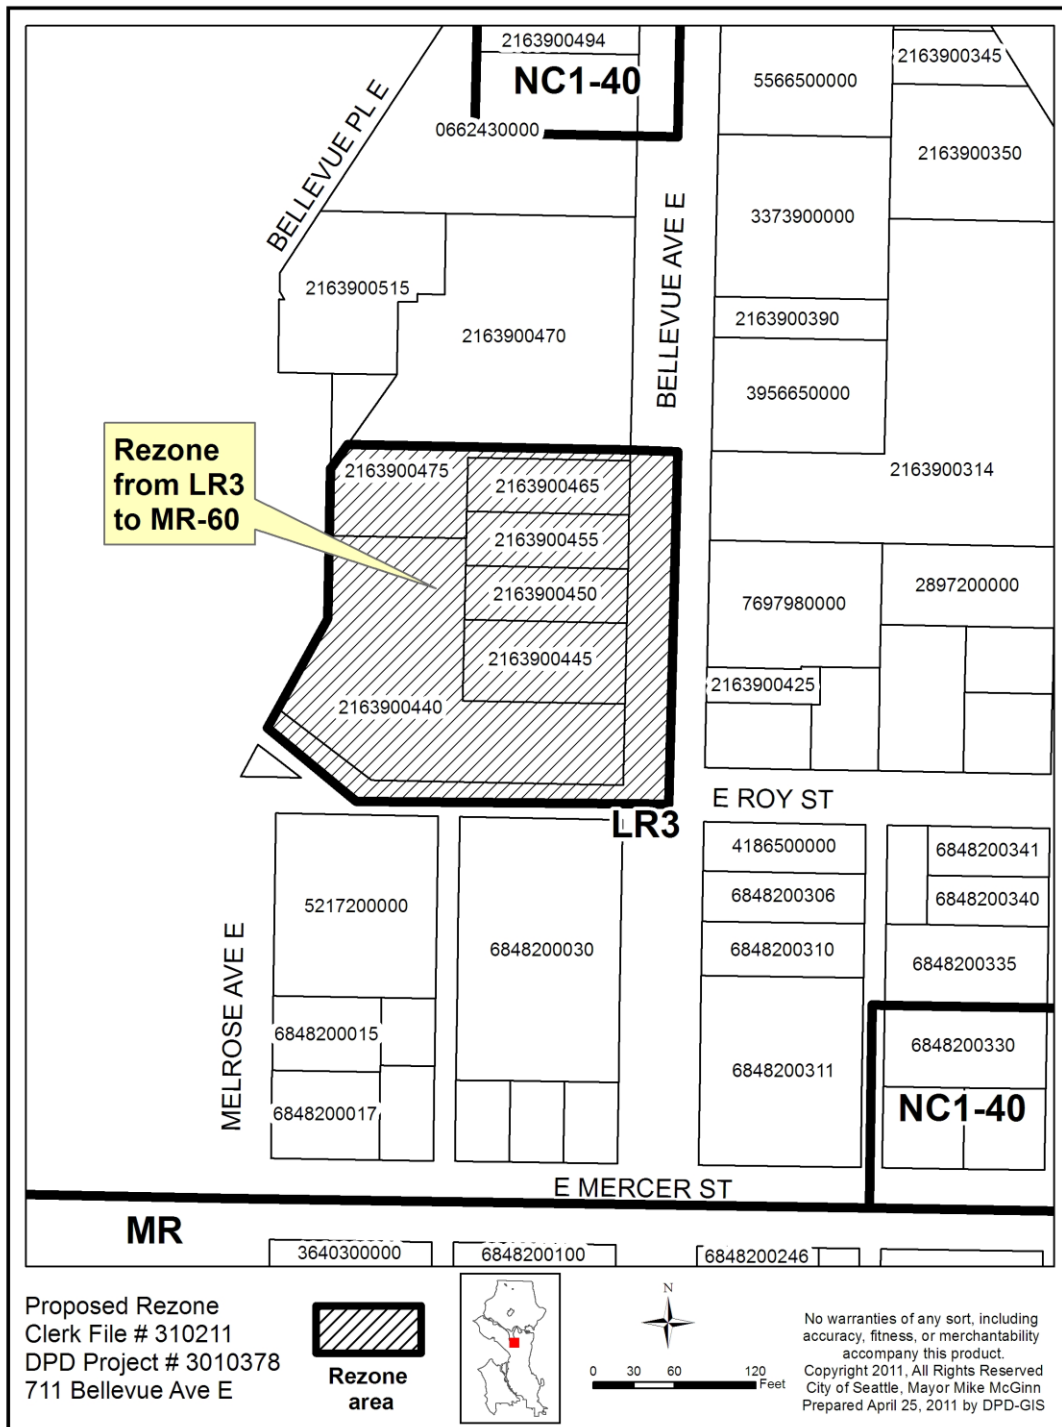 2163900494
NC1-40
0662430000
5566500000
2163900345
2163900350
BELLEVUE PL E
3373900000
BELLEVUE AVE E
2163900515
2163900470
2163900390
3956650000
2163900314
Rezone
from LR3
to MR-60
2163900475
2163900465
2163900455
2163900450
2163900445
2163900440
7697980000
2897200000
2163900425
E ROY ST
LR3
5217200000
6848200030
4186500000
6848200306
6848200310
6848200311
6848200341
6848200340
6848200335
6848200330
NC1-40
MELROSE AVE E
6848200015
6848200017
E MERCER ST
MR
3640300000
6848200100
6848200246
Proposed Rezone
Clerk File # 310211
DPD Project # 3010378
711 Bellevue Ave E
Rezone
area
N
0 30 60 120
Feet
No warranties of any sort, including
accuracy, fitness, or merchantability
accompany this product.
Copyright 2011, All Rights Reserved
City of Seattle, Mayor Mike McGinn
Prepared April 25, 2011 by DPD-GIS